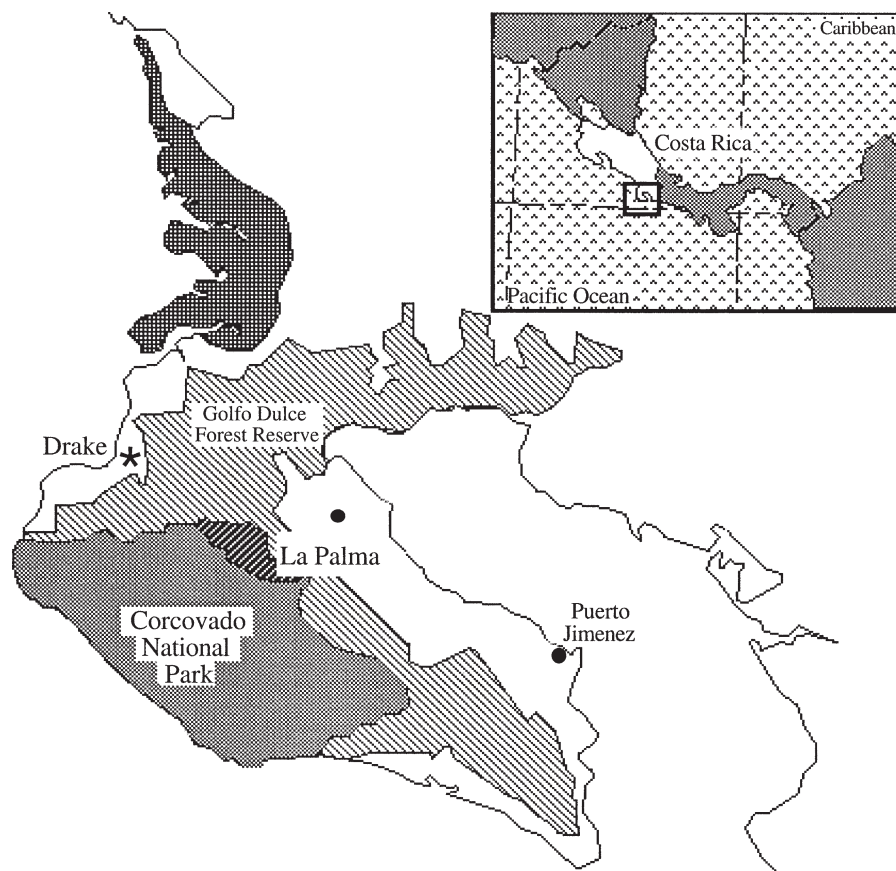 Caribbean
Costa Rica
Pacific Ocean
Golfo Dulce
Forest Reserve
Drake
La Palma
Corcovado
National
Park
Puerto
Jimenez